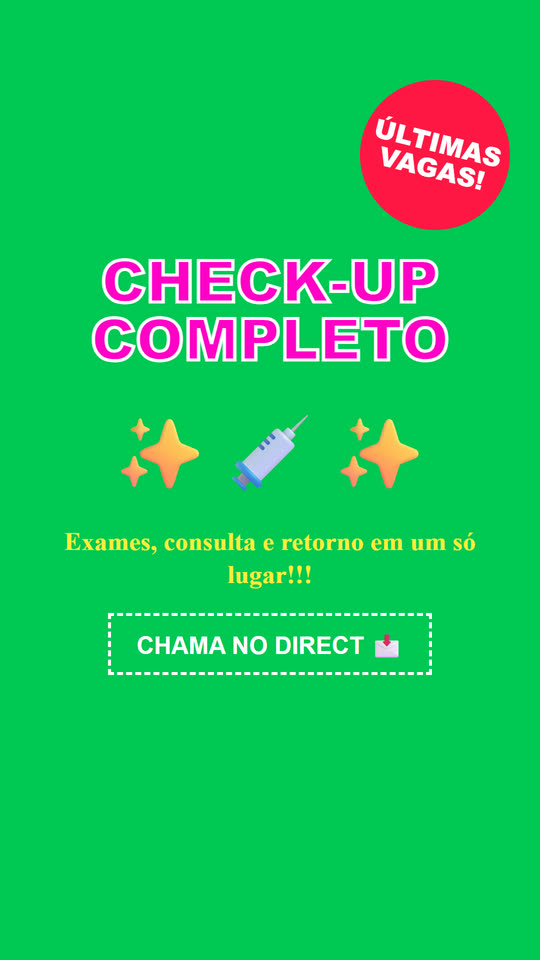 ÚLTIMAS
VAGAS!
CHECK-UP
COMPLETO
Exames, consulta e retorno em um só
lugar!!!
CHAMA NO DIRECT